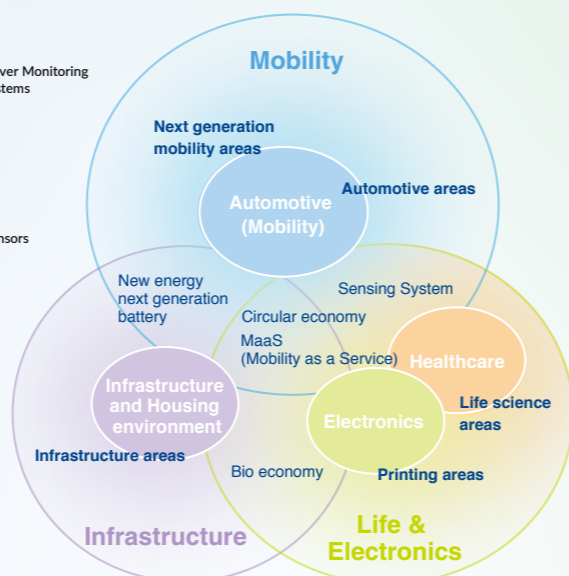 Mobility
Monitoring
Next generation
mobility areas
Automotive
(Mobility)
Automotive areas
New energy
next generation
battery
Sensing System
Circular economy
MaaS
(Mobility as a Service)
Healthcare
Infrastructure
and Housing
environment
Electronics
Life science
areas
Infrastructure areas
Bio economy
Printing areas
Infrastructure
Life &
Electronics